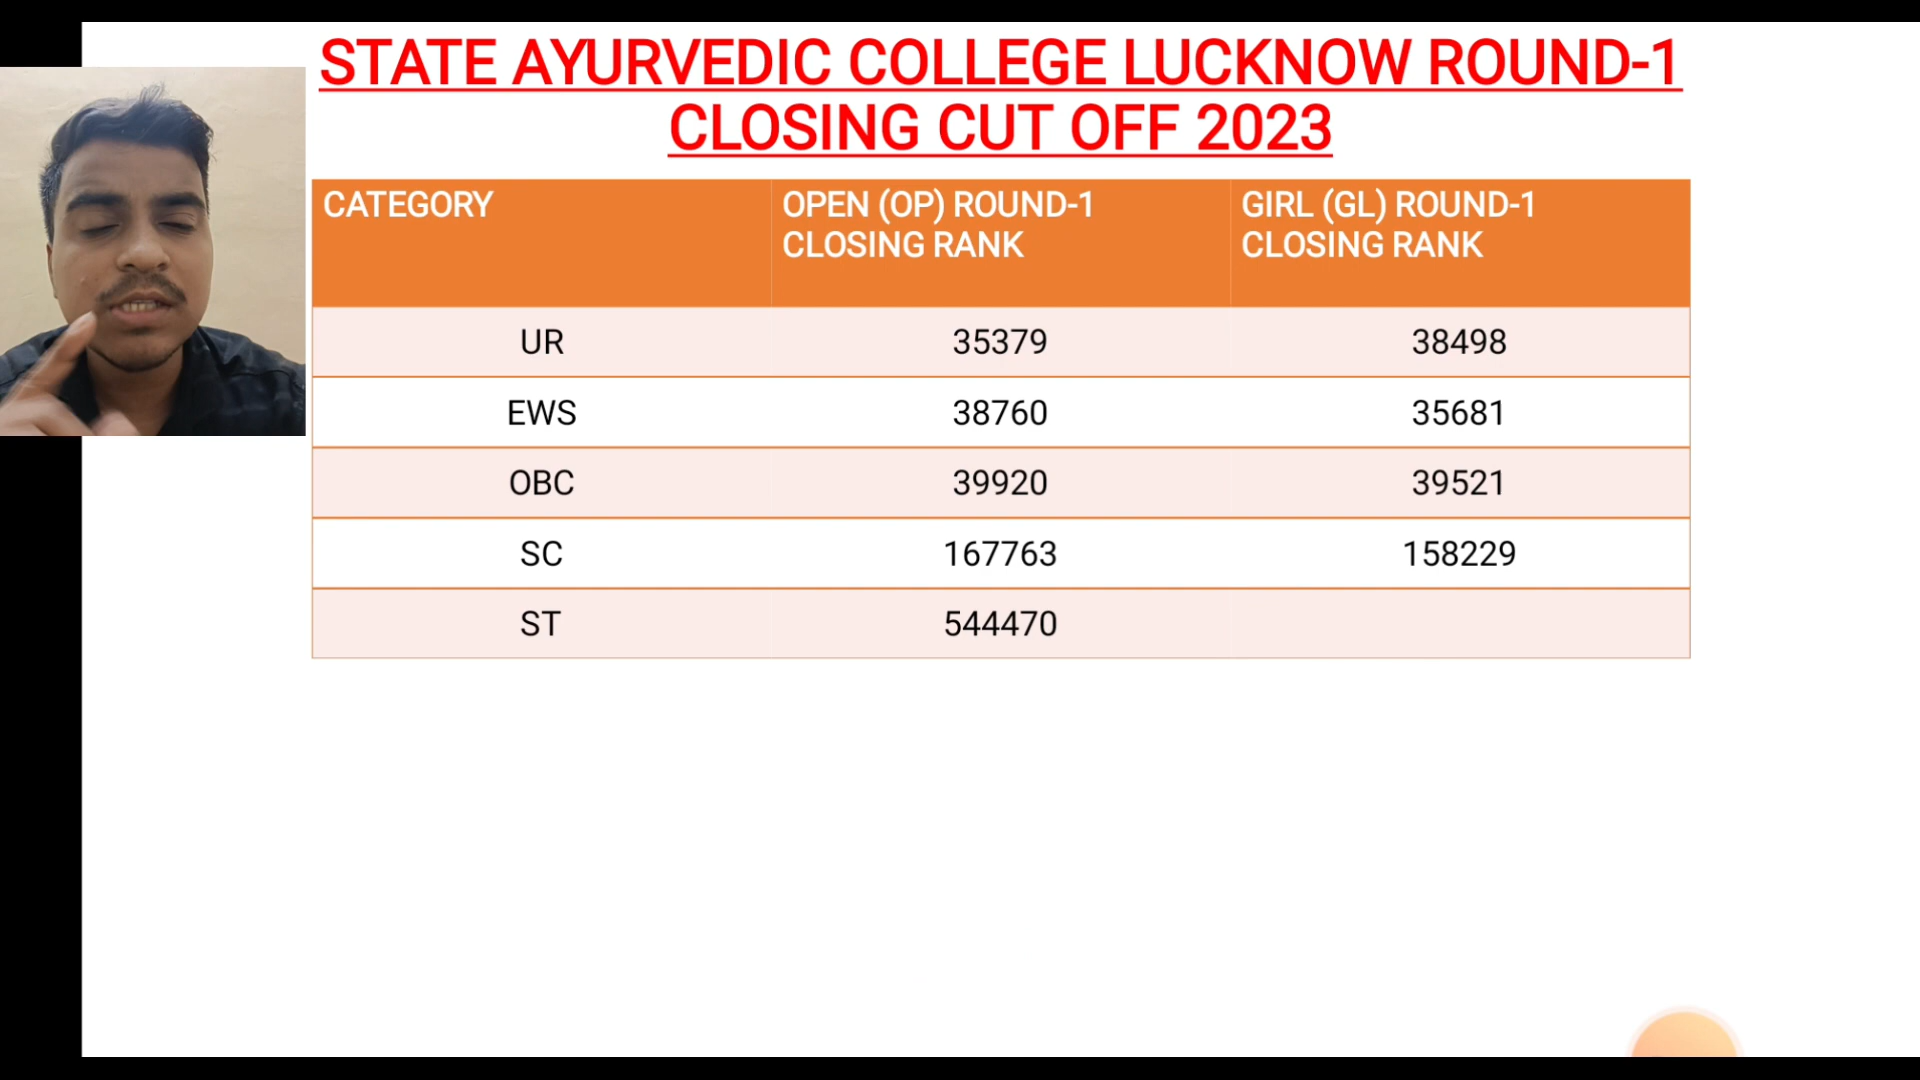 STATE AYURVEDIC COLLEGE LUCKNOW ROUND-1
CLOSING CUT OFF 2023
CATEGORY
OPEN (OP) ROUND-1
CLOSING RANK
GIRL (GL) ROUND-1
CLOSING RANK
UR 35379 38498
EWS 38760 35681
OBC 39920 39521
SC 167763 158229
ST 544470